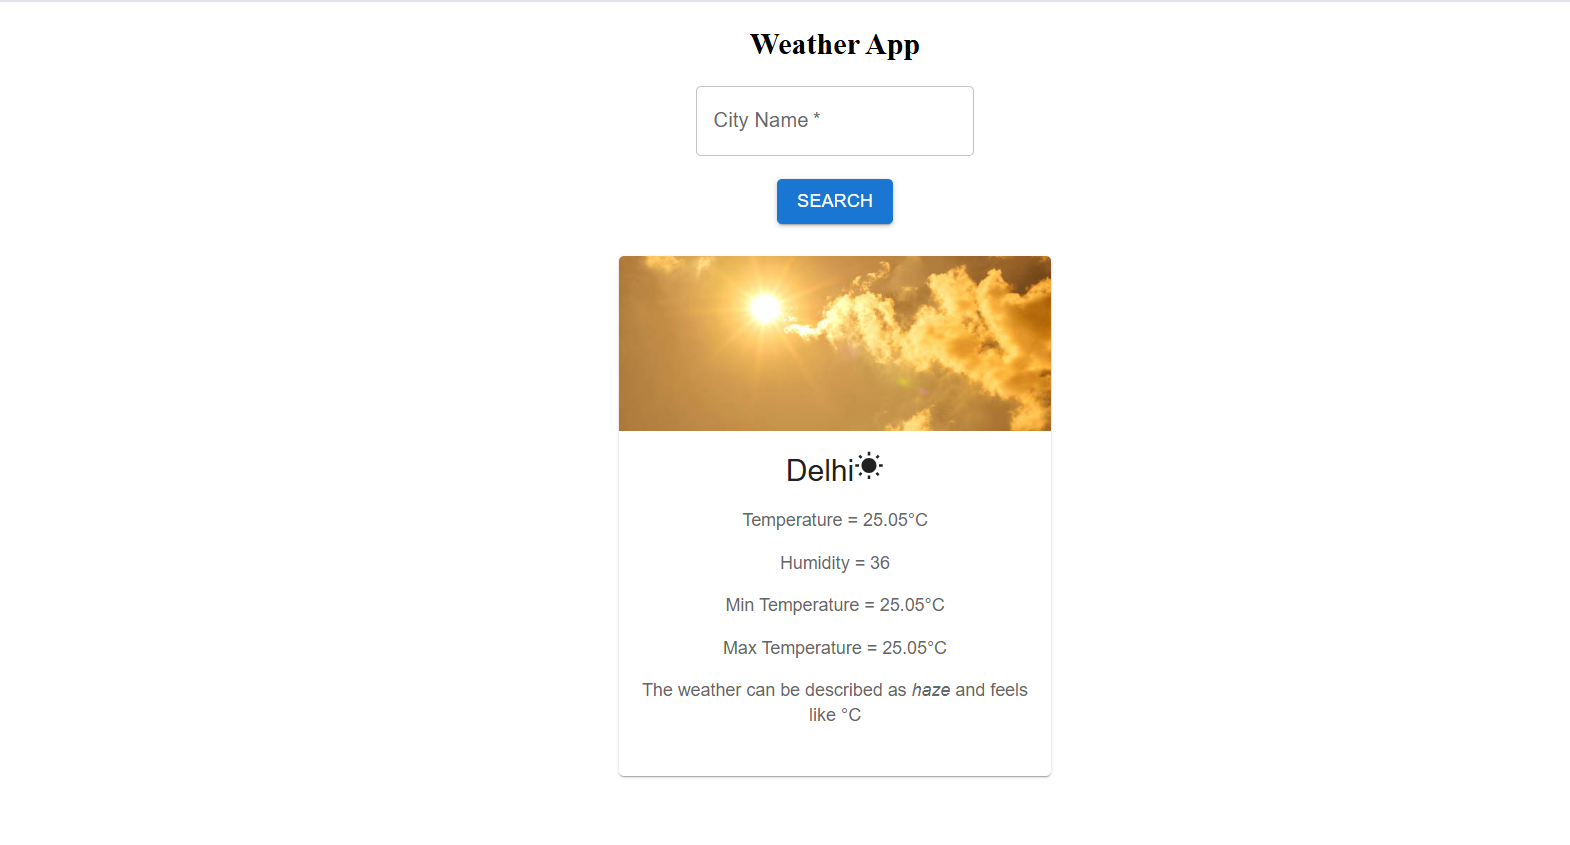 Weather App
City Name *
SEARCH
Delhi
Temperature = 25.05°C
Humidity = 36
Min Temperature = 25.05°C
Max Temperature = 25.05°C
The weather can be described as haze and feels
like °C